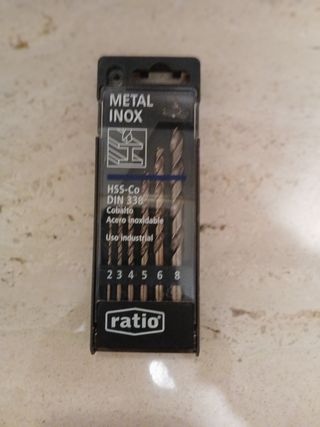 METAL
INOX
HSS-Co
DIN 338
Cobalto
Acero inoxidable
Uso industrial
2 3 4 5 6 8
ratio